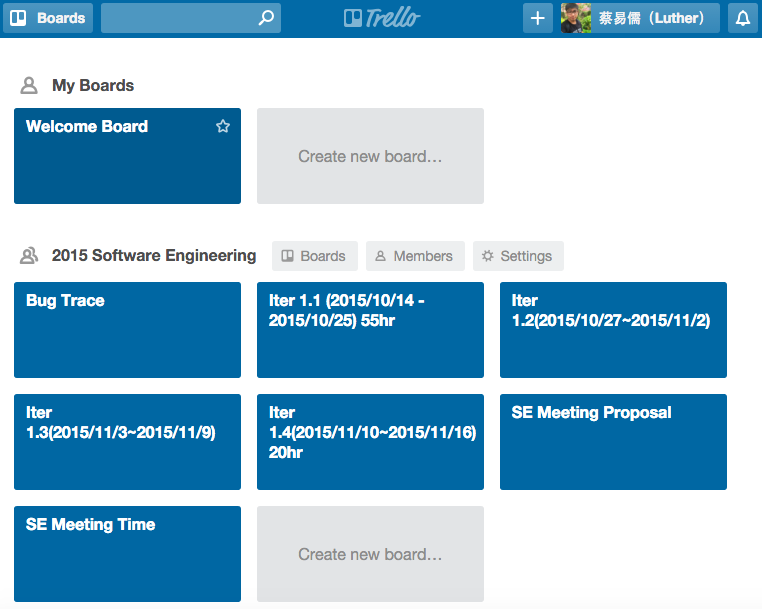 Boards
Trello
蔡易儒（Luther）
My Boards
Welcome Board
Create new board…
2015 Software Engineering
Boards
Members
Settings
Bug Trace
Iter 1.1 (2015/10/14 -
2015/10/25) 55hr
Iter
1.2(2015/10/27~2015/11/2)
Iter
1.3(2015/11/3~2015/11/9)
Iter
1.4(2015/11/10~2015/11/16)
20hr
SE Meeting Proposal
SE Meeting Time
Create new board…